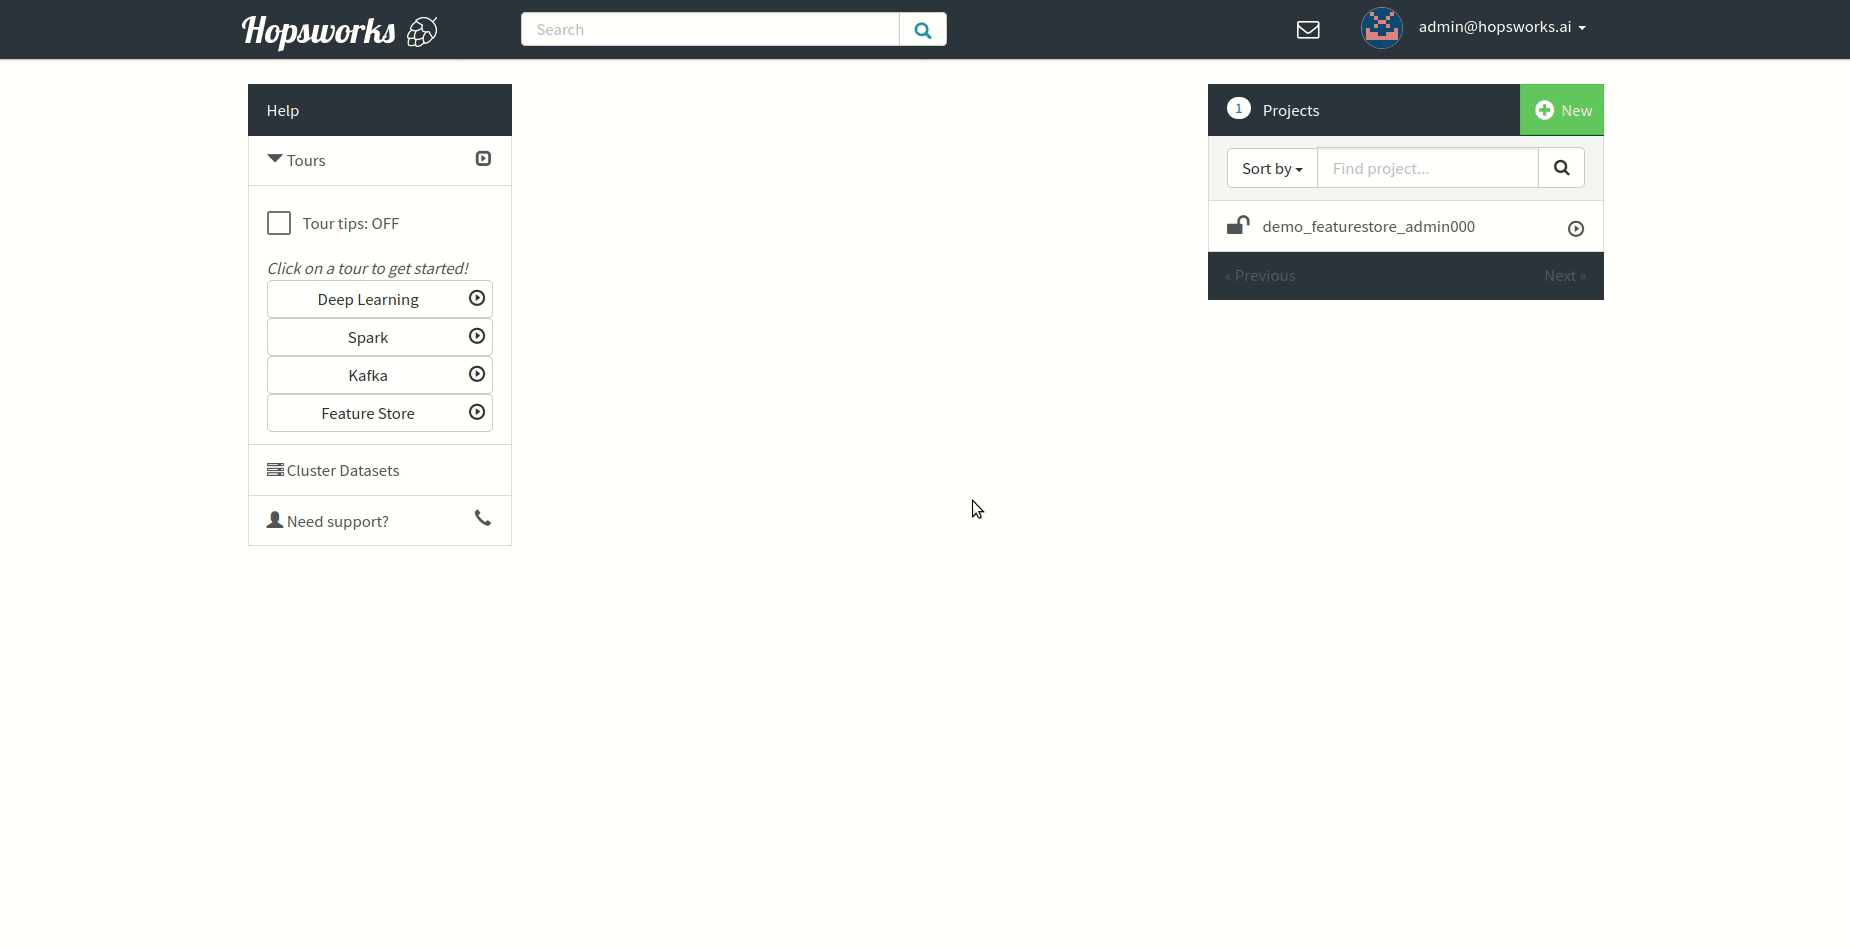 Hopsworks
Search
admin@hopsworks.ai
Help
Tours
Tour tips: OFF
Click on a tour to get started!
Deep Learning
Spark
Kafka
Feature Store
Cluster Datasets
Need support?
1 Projects
New
Sort by
Find project...
demo_featurestore_admin000
« Previous
Next »